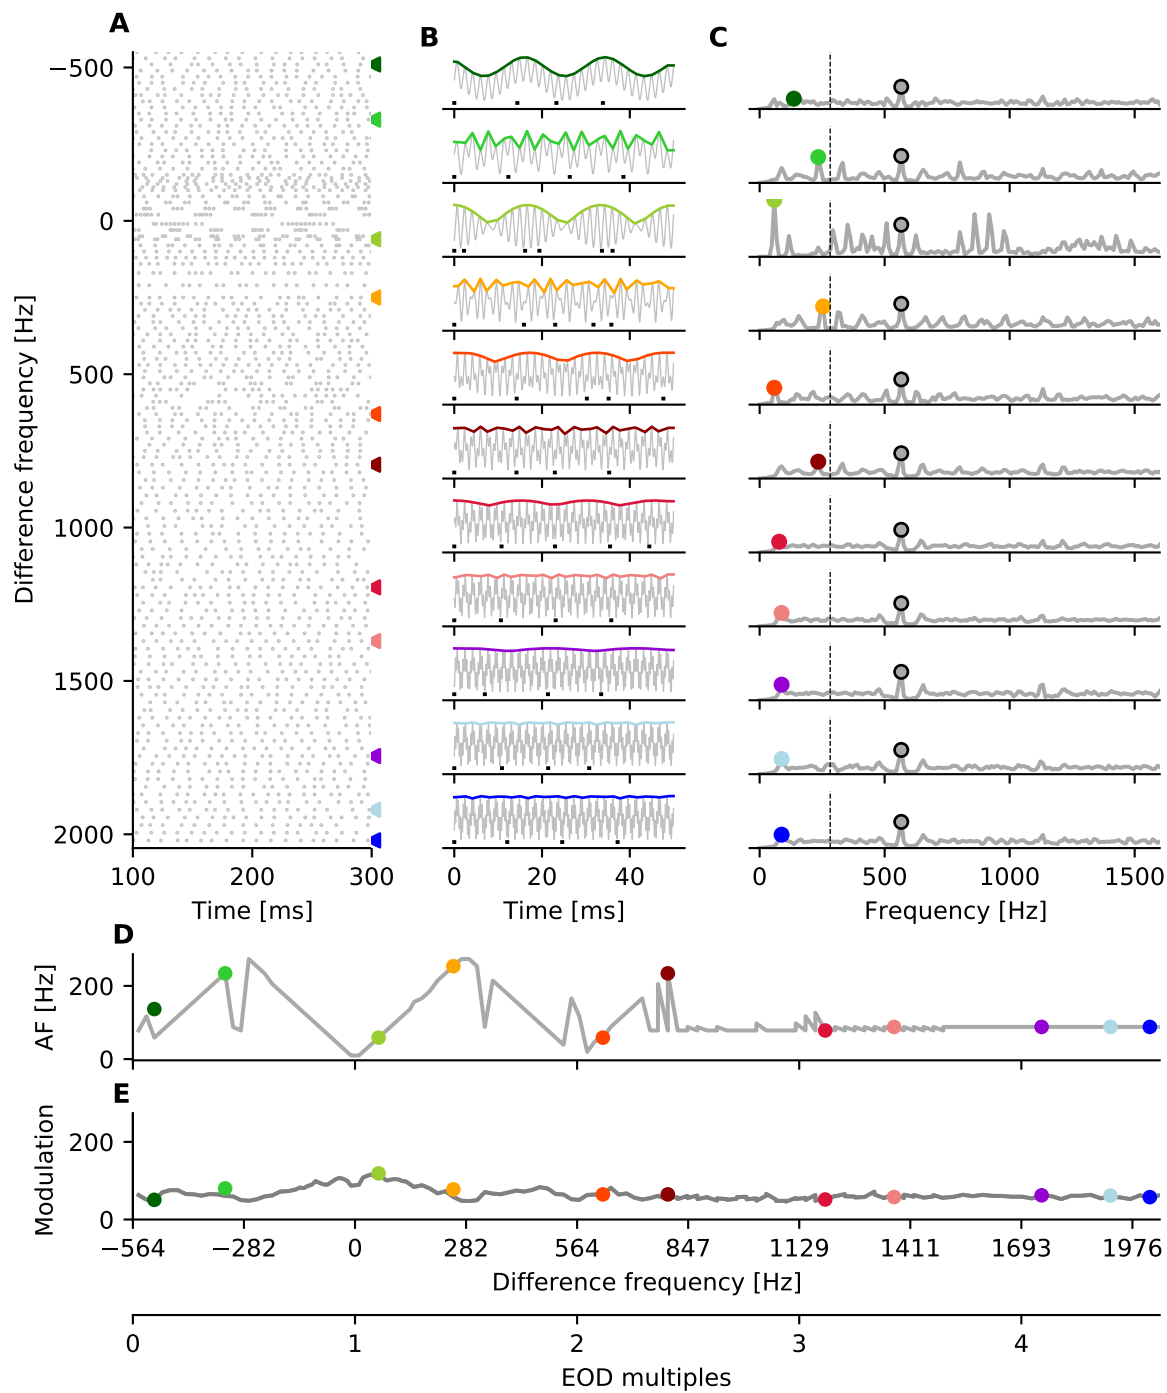 A
B
C
Difference frequency [Hz]
−500
0
500
1000
1500
2000
100
200
300
Time [ms]
0
20
40
Time [ms]
0
500
1000
1500
Frequency [Hz]
D
AF [Hz]
200
0
E
Modulation
200
0
−564
−282
0
282
564
847
1129
1411
1693
1976
Difference frequency [Hz]
0
1
2
3
4
EOD multiples